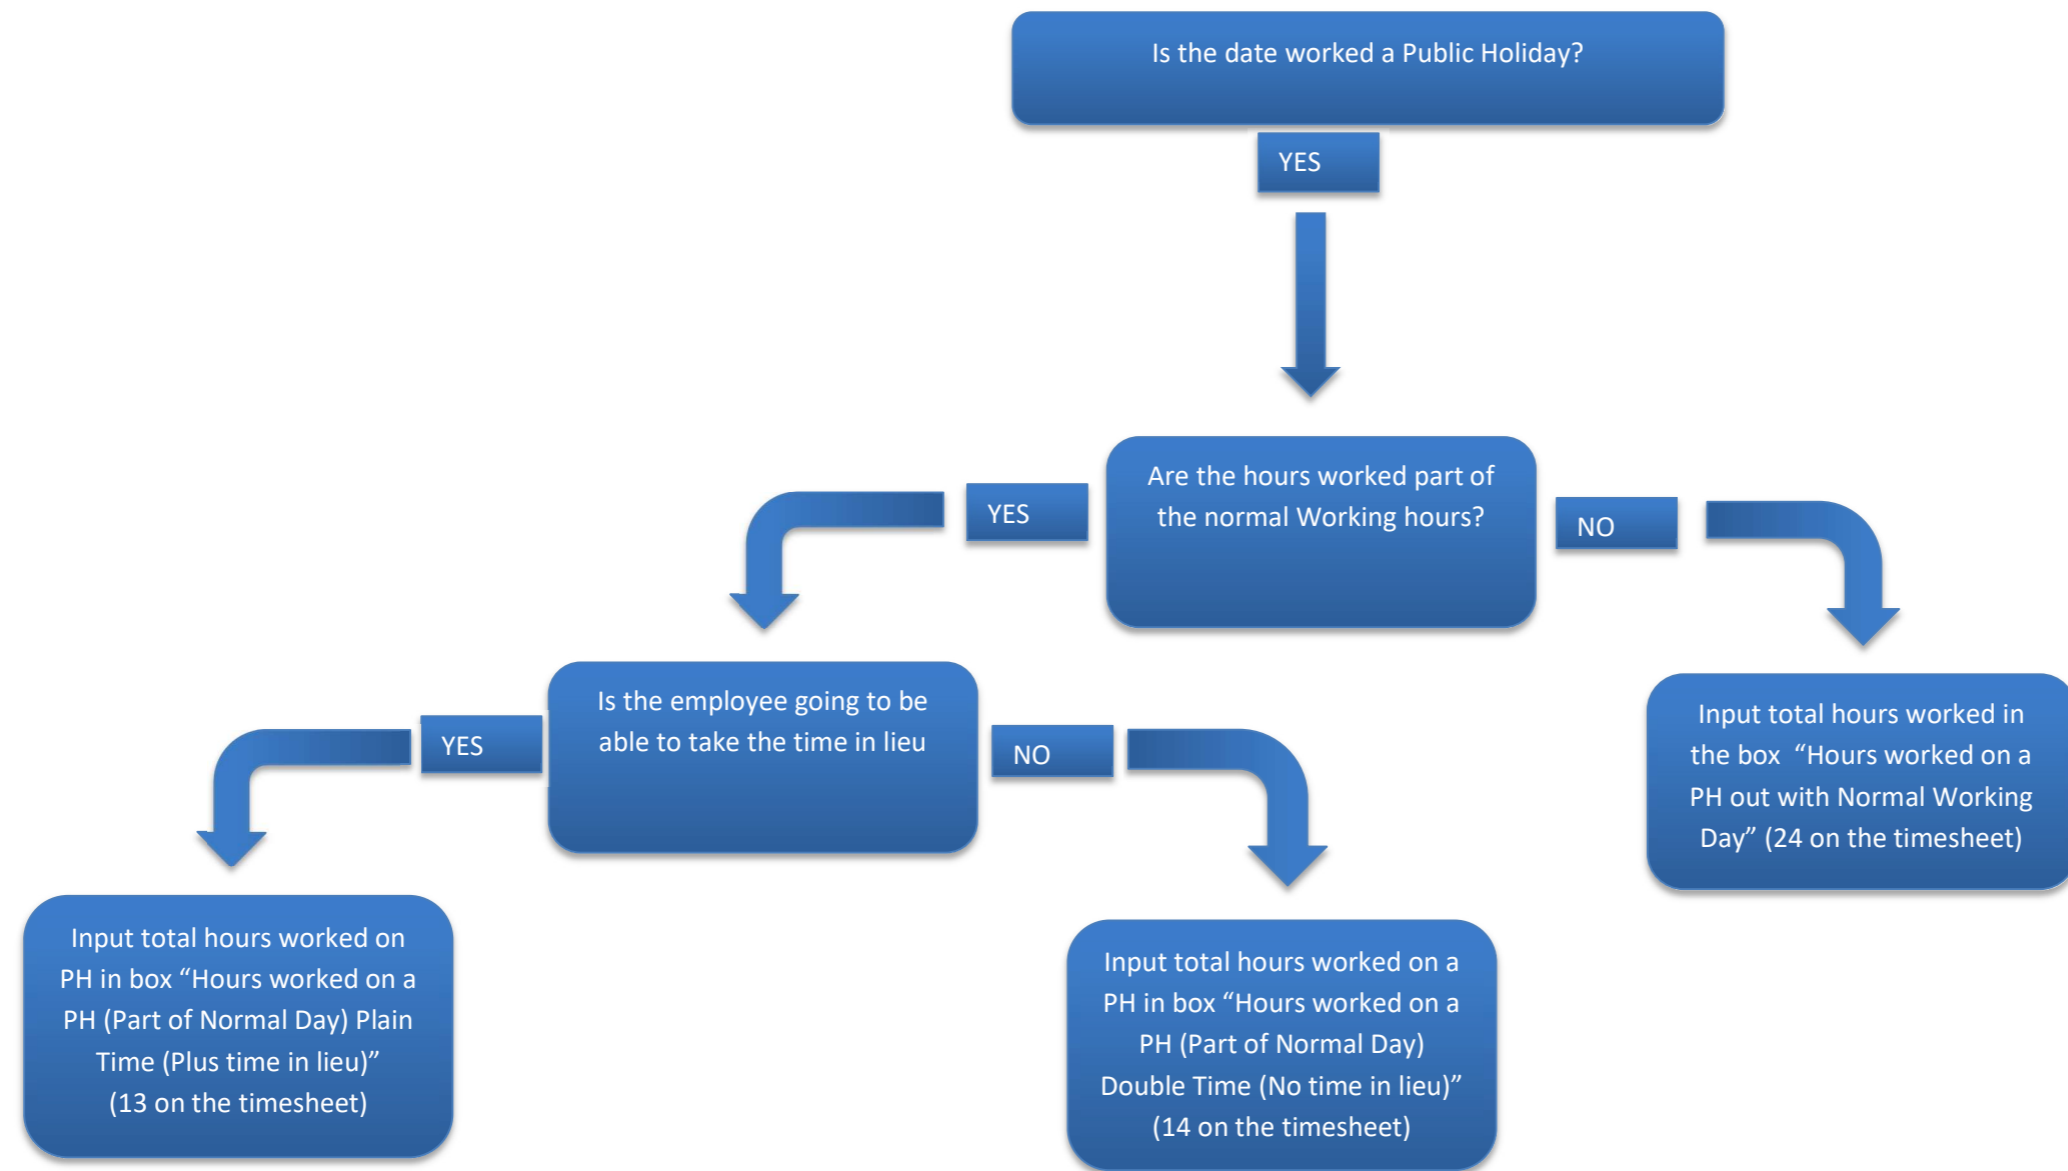 Is the date worked a Public Holiday?
YES
Are the hours worked part of
the normal Working hours?
YES
NO
Is the employee going to be
able to take the time in lieu
YES
NO
Input total hours worked in
the box “Hours worked on a
PH out with Normal Working
Day” (24 on the timesheet)
Input total hours worked on
PH in box “Hours worked on a
PH (Part of Normal Day) Plain
Time (Plus time in lieu)”
(13 on the timesheet)
Input total hours worked on a
PH in box “Hours worked on a
PH (Part of Normal Day)
Double Time (No time in lieu)”
(14 on the timesheet)